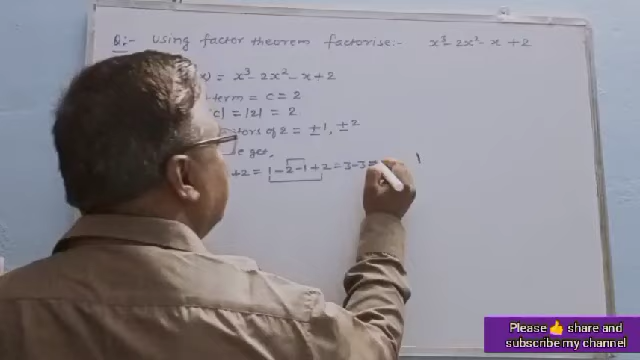 Q:- Using factor theorem factorise:- x³-2x²-x+2
x) = x³-2x²-x+2
term = c = 2
|c| = |2| = 2
tors of 2 = ±1, ±2
e get,
+2 = 1-2-1+2 = 3-3=
Please 👍 share and
subscribe my channel